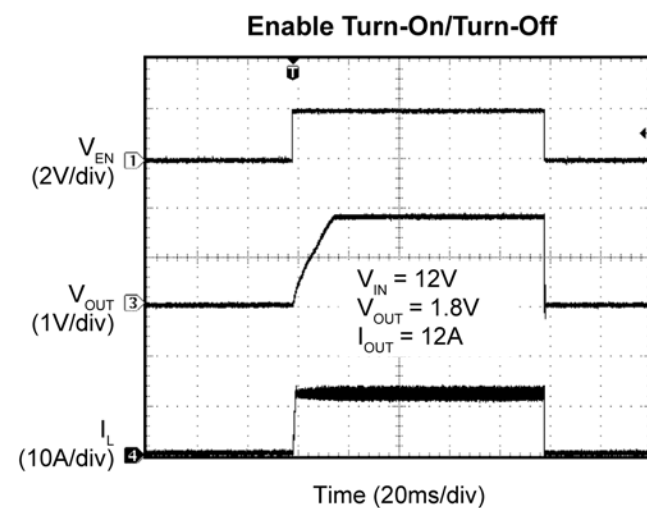 Enable Turn-On/Turn-Off
T
V_EN
(2V/div)
1
V_OUT
(1V/div)
3
V_IN = 12V
V_OUT = 1.8V
I_OUT = 12A
I_L
(10A/div)
4
Time (20ms/div)